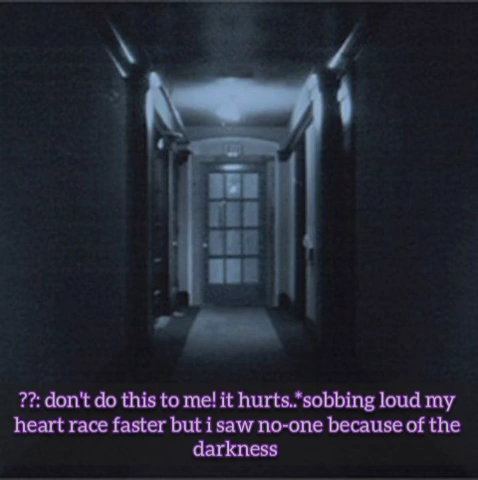 ??: don't do this to me! it hurts..*sobbing loud my
heart race faster but i saw no-one because of the
darkness